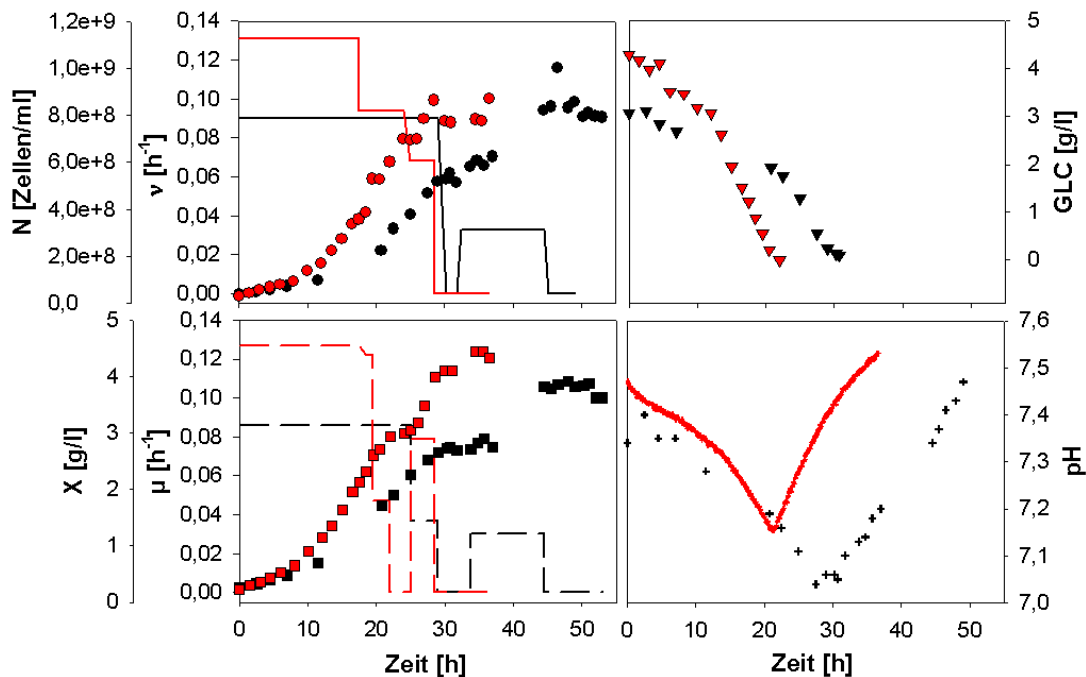 1,2e+9
1,0e+9
8,0e+8
6,0e+8
4,0e+8
2,0e+8
0,0
N [Zellen/ml]
0,14
0,12
0,10
0,08
0,06
0,04
0,02
0,00
ν [h⁻¹]
5
4
3
2
1
0
GLC [g/l]
5
4
3
2
1
0
X [g/l]
0,14
0,12
0,10
0,08
0,06
0,04
0,02
0,00
µ [h⁻¹]
7,6
7,5
7,4
7,3
7,2
7,1
7,0
pH
0 10 20 30 40 50
Zeit [h]
0 10 20 30 40 50
Zeit [h]